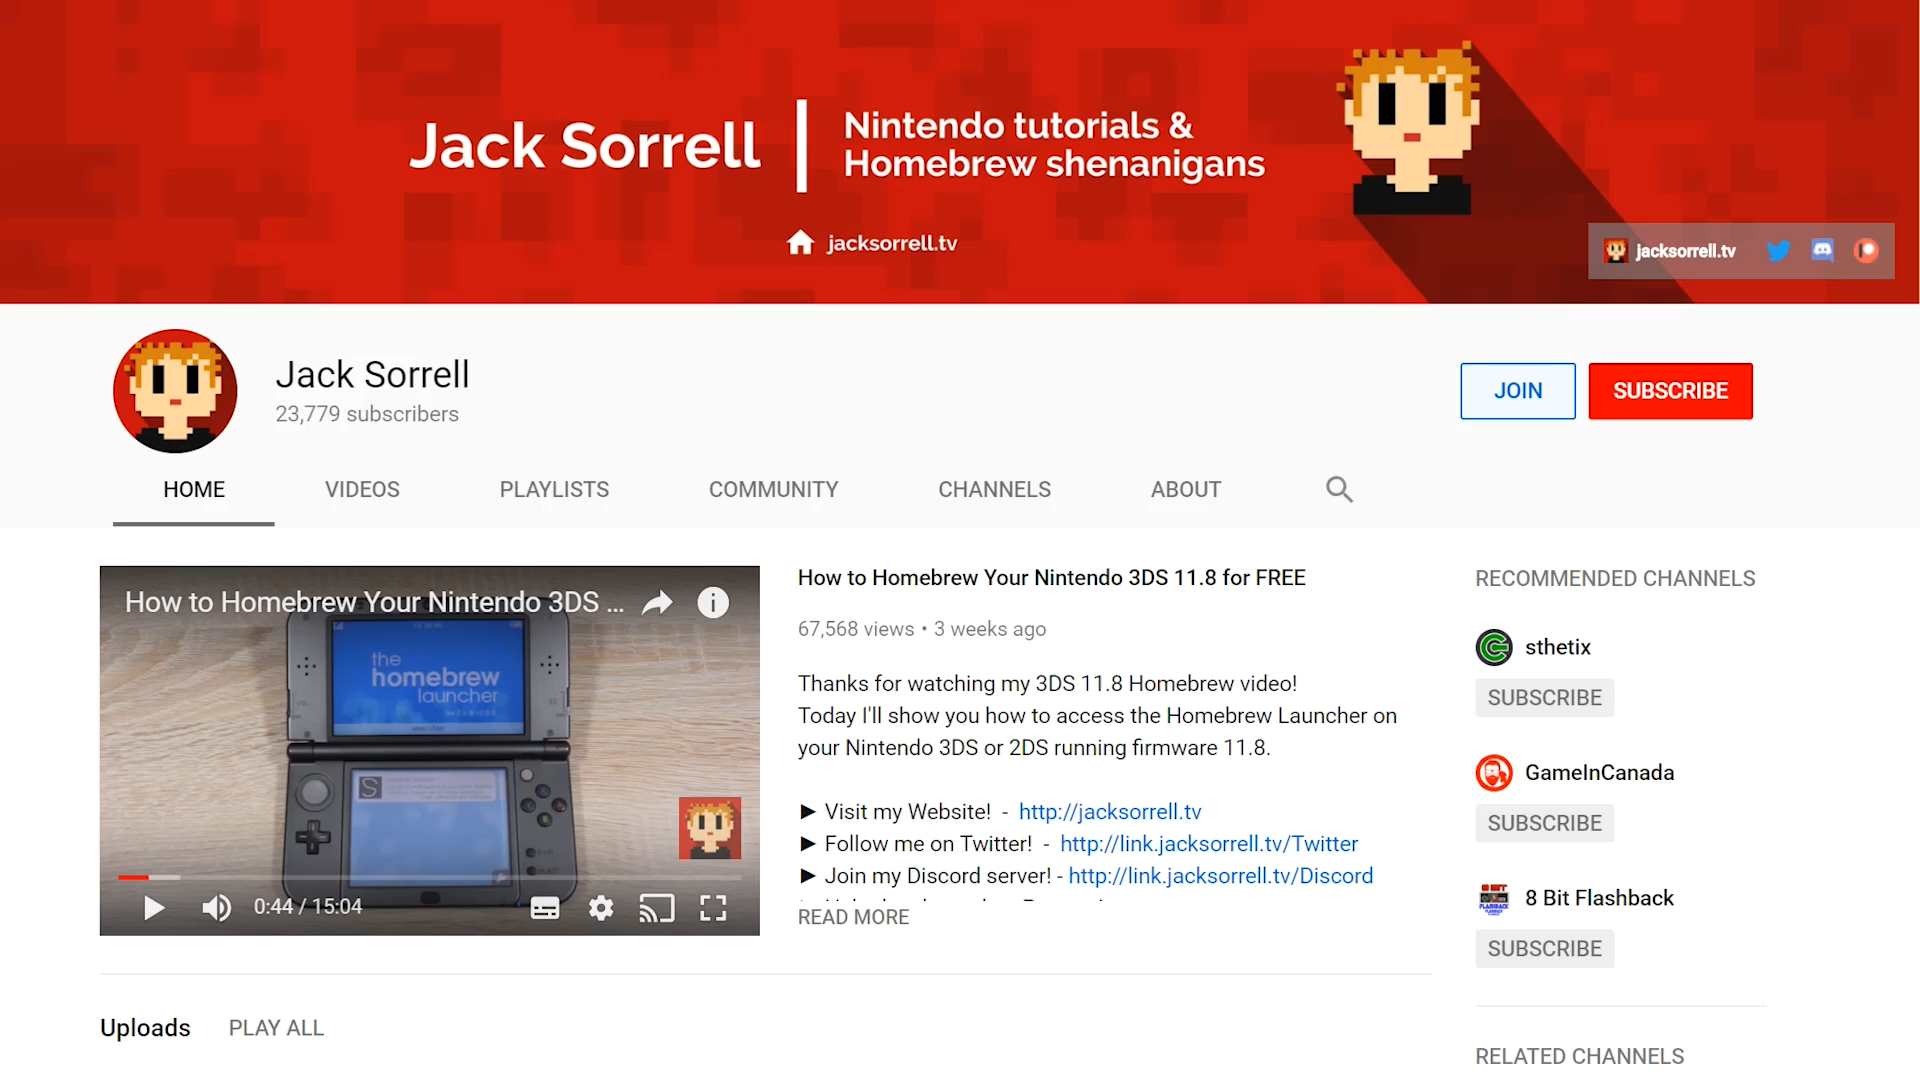 Jack Sorrell
Nintendo tutorials &
Homebrew shenanigans
jacksorrell.tv
jacksorrell.tv
Jack Sorrell
23,779 subscribers
JOIN
SUBSCRIBE
HOME
VIDEOS
PLAYLISTS
COMMUNITY
CHANNELS
ABOUT
How to Homebrew Your Nintendo 3DS ...
the
homebrew
launcher
0:44 / 15:04
How to Homebrew Your Nintendo 3DS 11.8 for FREE
67,568 views • 3 weeks ago
Thanks for watching my 3DS 11.8 Homebrew video!
Today I'll show you how to access the Homebrew Launcher on
your Nintendo 3DS or 2DS running firmware 11.8.
► Visit my Website! - http://jacksorrell.tv
► Follow me on Twitter! - http://link.jacksorrell.tv/Twitter
► Join my Discord server! - http://link.jacksorrell.tv/Discord
READ MORE
RECOMMENDED CHANNELS
sthetix
SUBSCRIBE
GameInCanada
SUBSCRIBE
8 Bit Flashback
SUBSCRIBE
Uploads
PLAY ALL
RELATED CHANNELS